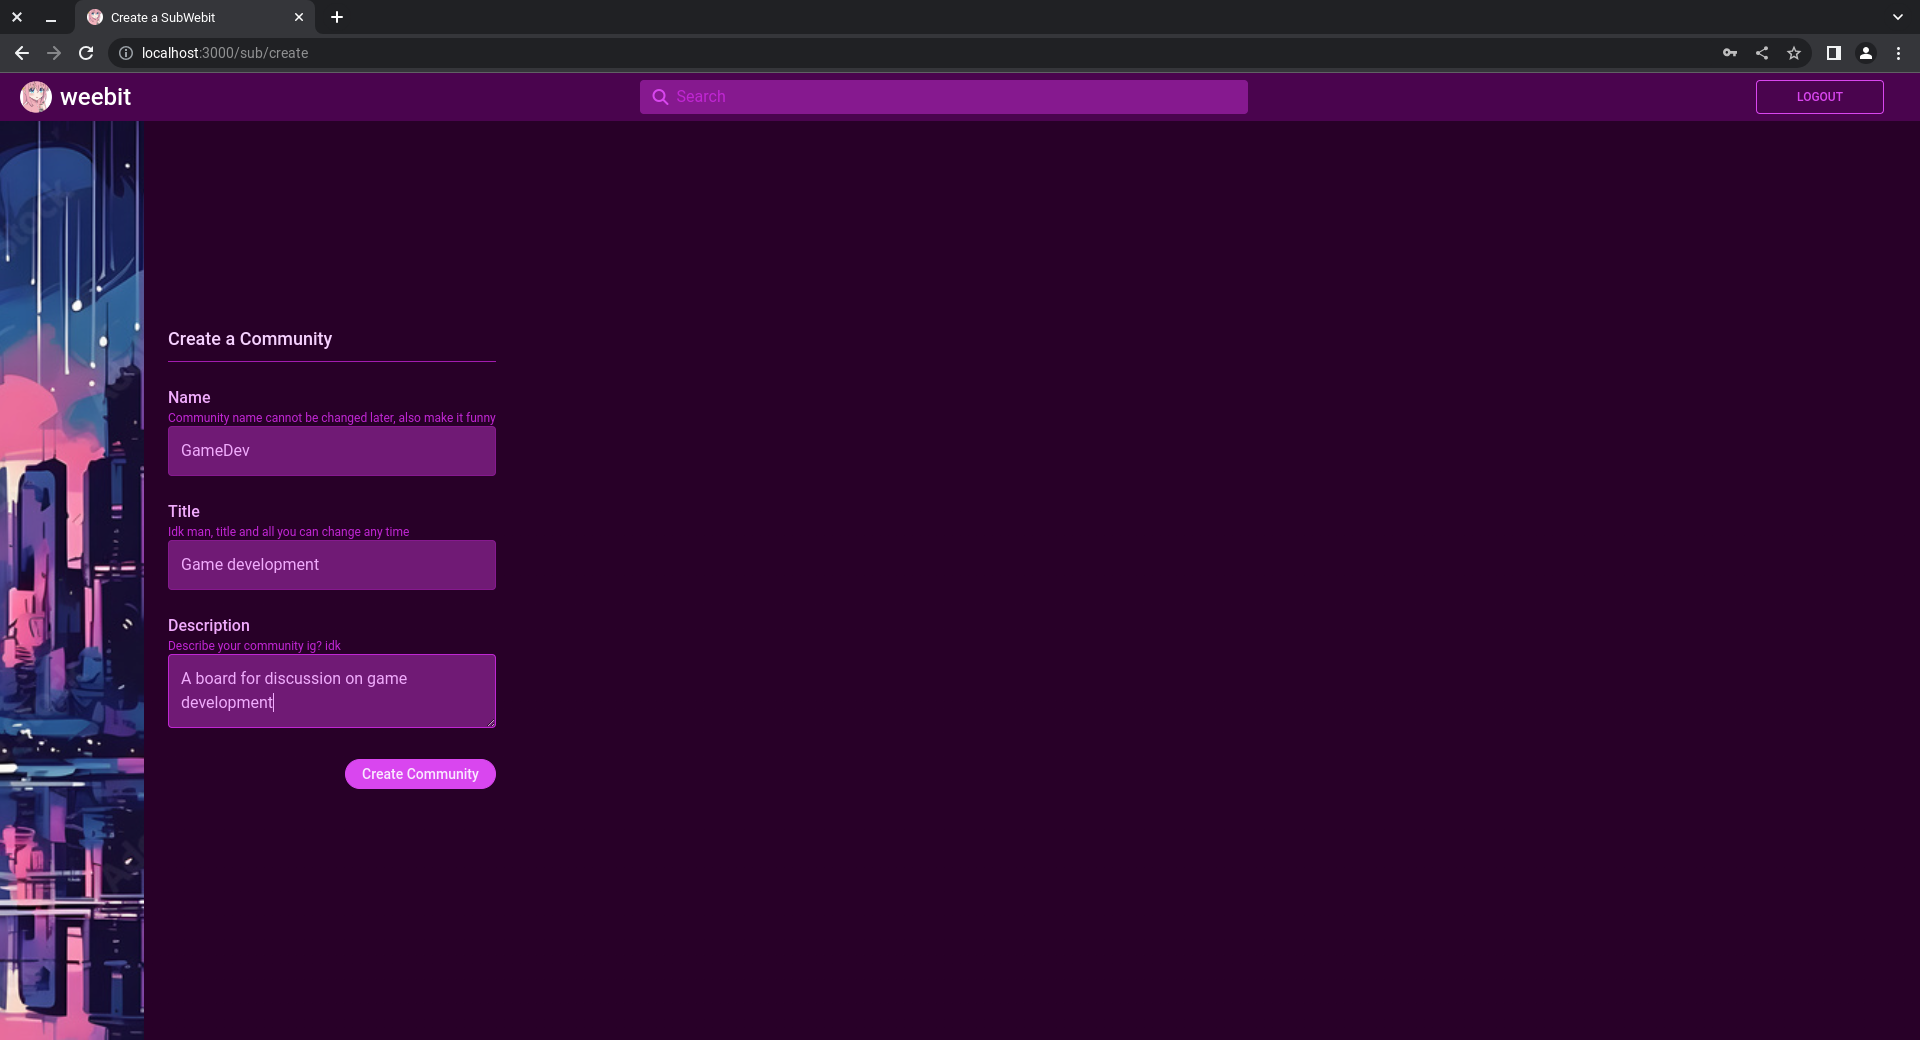 Create a SubWebit
localhost:3000/sub/create
weebit
Search
LOGOUT
Create a Community
Name
Community name cannot be changed later, also make it funny
GameDev
Title
Idk man, title and all you can change any time
Game development
Description
Describe your community ig? idk
A board for discussion on game
development
Create Community